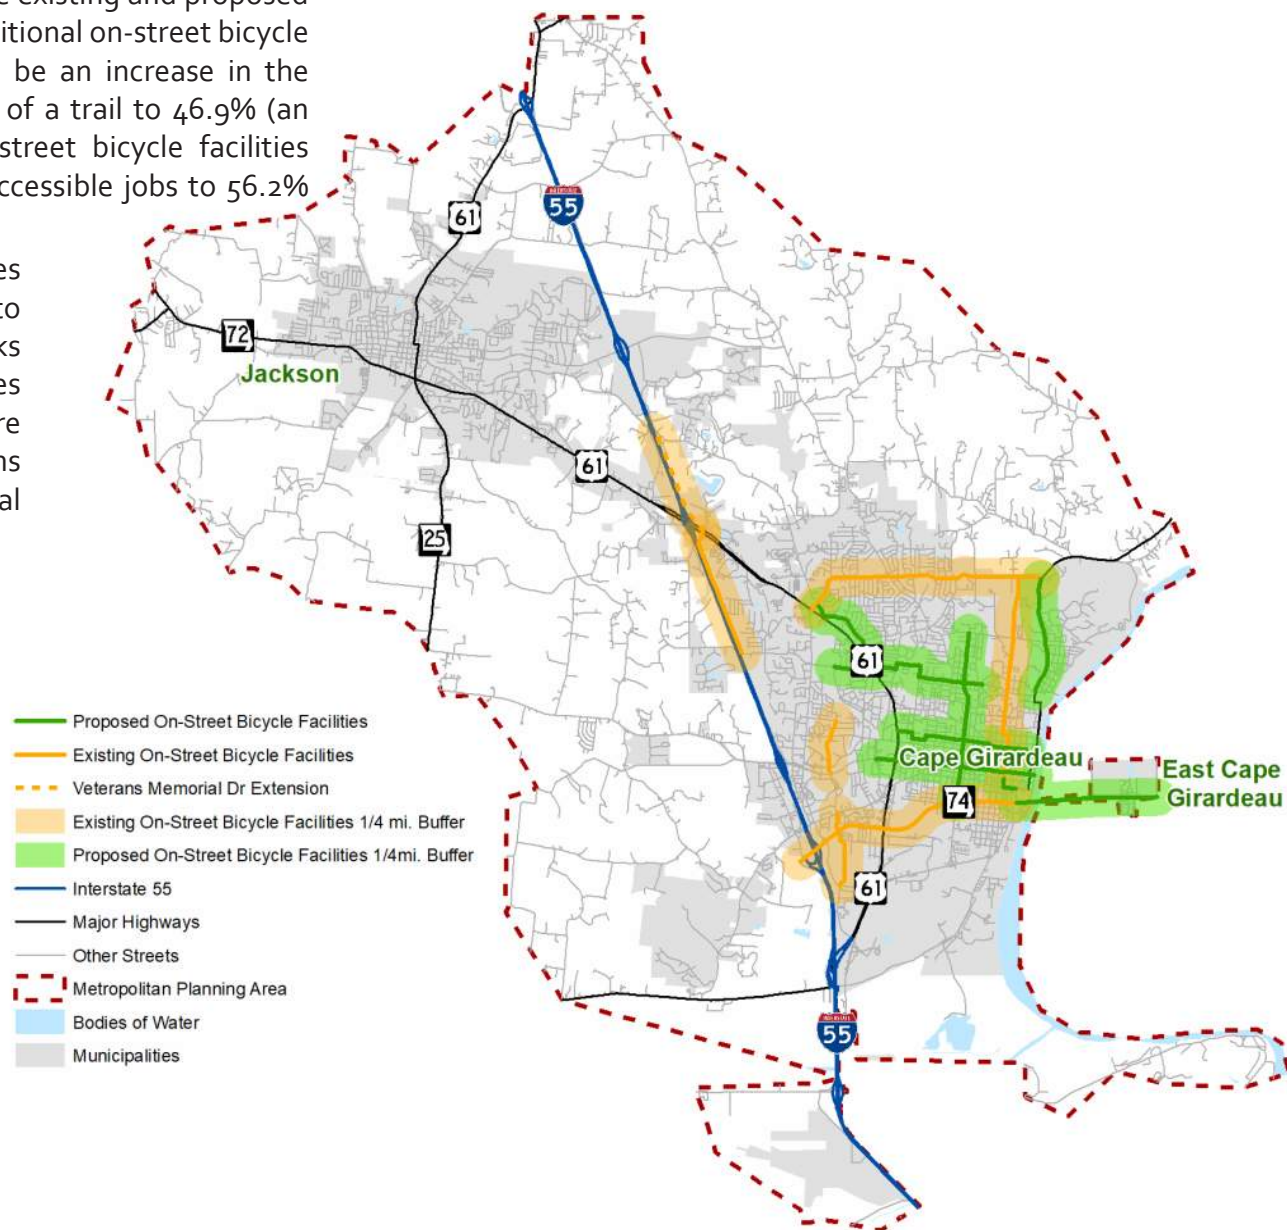 e existing and proposed
itional on-street bicycle
be an increase in the
of a trail to 46.9% (an
street bicycle facilities
ccessible jobs to 56.2%
es
to
ks
es
re
ns
al
55
61
72
Jackson
61
25
61
Cape Girardeau
East Cape
Girardeau
74
61
55
Proposed On-Street Bicycle Facilities
Existing On-Street Bicycle Facilities
Veterans Memorial Dr Extension
Existing On-Street Bicycle Facilities 1/4 mi. Buffer
Proposed On-Street Bicycle Facilities 1/4mi. Buffer
Interstate 55
Major Highways
Other Streets
Metropolitan Planning Area
Bodies of Water
Municipalities